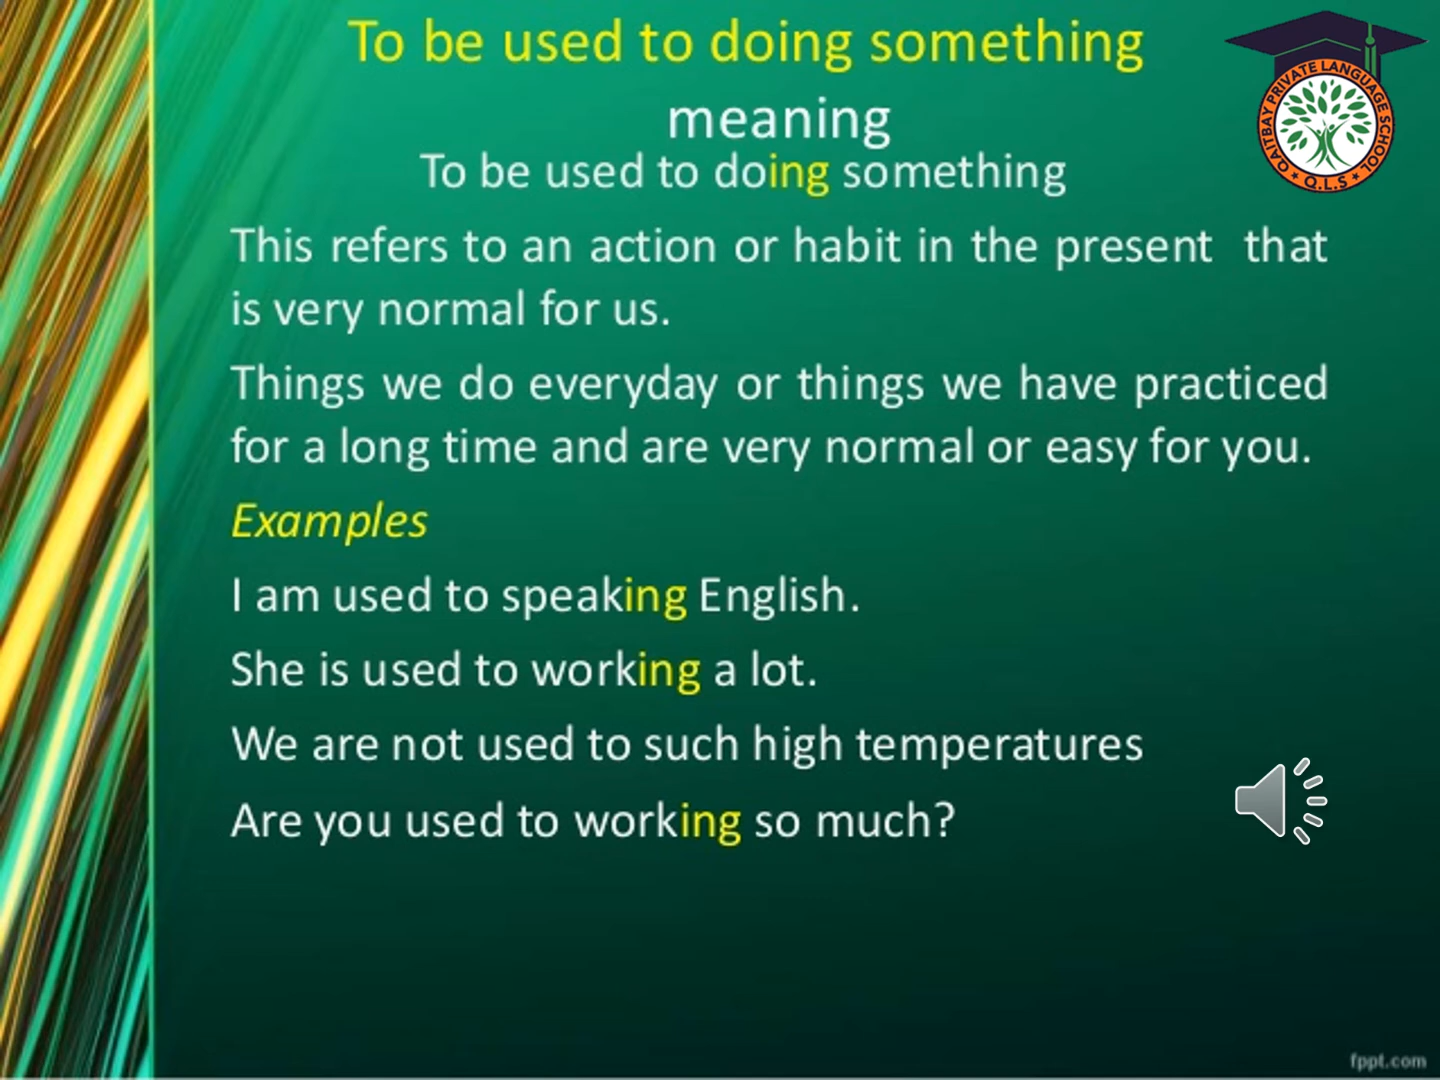 To be used to doing something
meaning
To be used to doing something
This refers to an action or habit in the present that
is very normal for us.
Things we do everyday or things we have practiced
for a long time and are very normal or easy for you.
Examples
I am used to speaking English.
She is used to working a lot.
We are not used to such high temperatures
Are you used to working so much?
QAITBAY PRIVATE LANGUAGE SCHOOL
Q.L.S
fppt.com